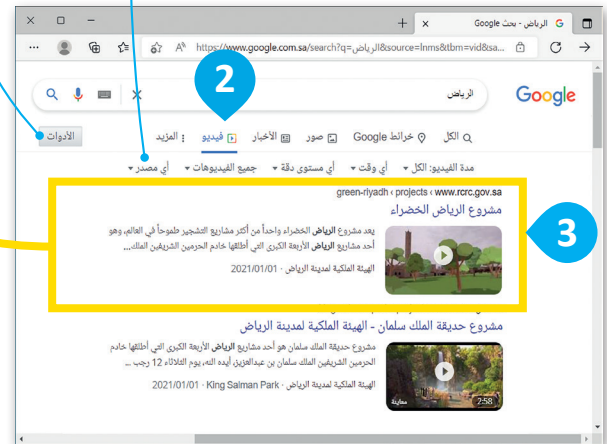 الرياض - بحث Google
https://www.google.com.sa/search?q=الرياض&source=lnms&tbm=vid&sa...
Google
الرياض
2
الكل
خرائط Google
صور
الأخبار
فيديو
المزيد
الأدوات
مدة الفيديو: الكل
أي وقت
أي مستوى دقة
جميع الفيديوهات
أي مصدر
green-riyadh › projects › www.rcrc.gov.sa
مشروع الرياض الخضراء
يعد مشروع الرياض الخضراء واحداً من أكثر مشاريع التشجير طموحاً في العالم، وهو
أحد مشاريع الرياض الأربعة الكبرى التي أطلقها خادم الحرمين الشريفين الملك...
الهيئة الملكية لمدينة الرياض · 2021/01/01
3
مشروع حديقة الملك سلمان - الهيئة الملكية لمدينة الرياض
مشروع حديقة الملك سلمان هو أحد مشاريع الرياض الأربعة الكبرى التي أطلقها خادم
الحرمين الشريفين الملك سلمان بن عبدالعزيز، أيده الله، يوم الثلاثاء 12 رجب ...
الهيئة الملكية لمدينة الرياض · King Salman Park · 2021/01/01
معاينة
2:58